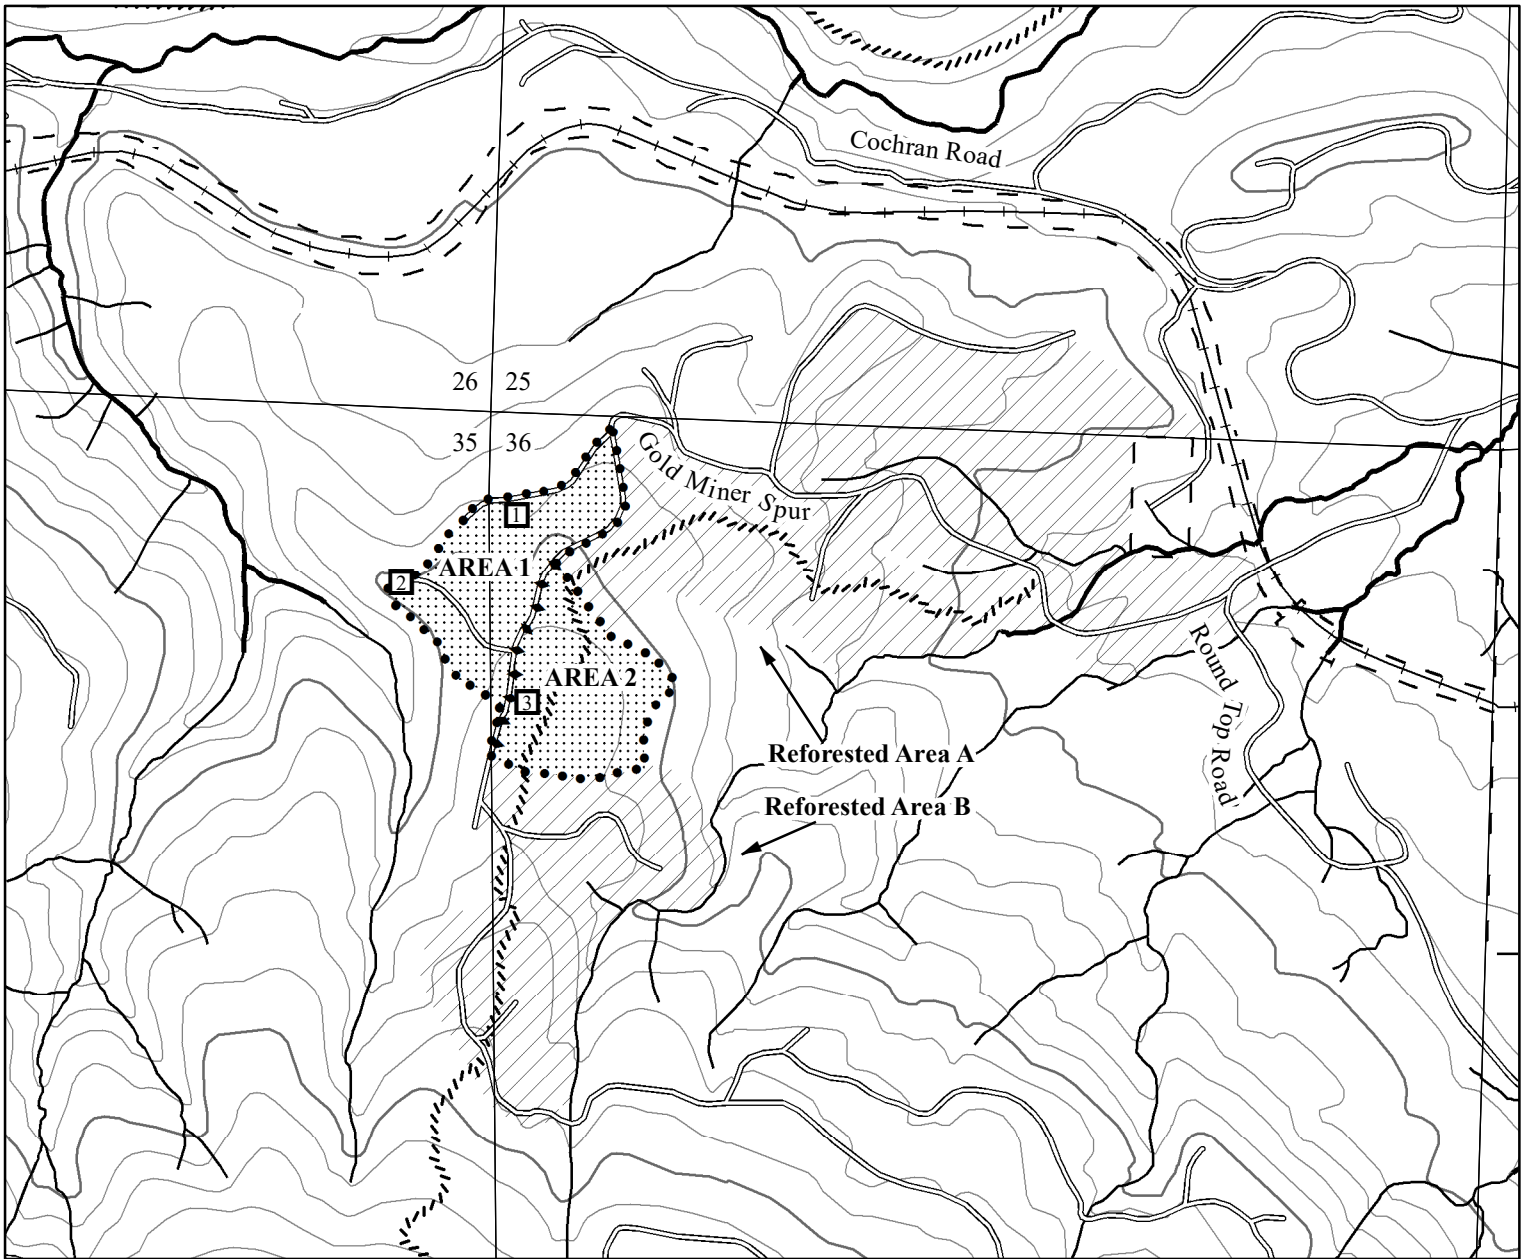 Cochran Road
26 25
35 36
Gold Miner Spur
1
AREA 1
2
AREA 2
3
Round Top Road
Reforested Area A
Reforested Area B